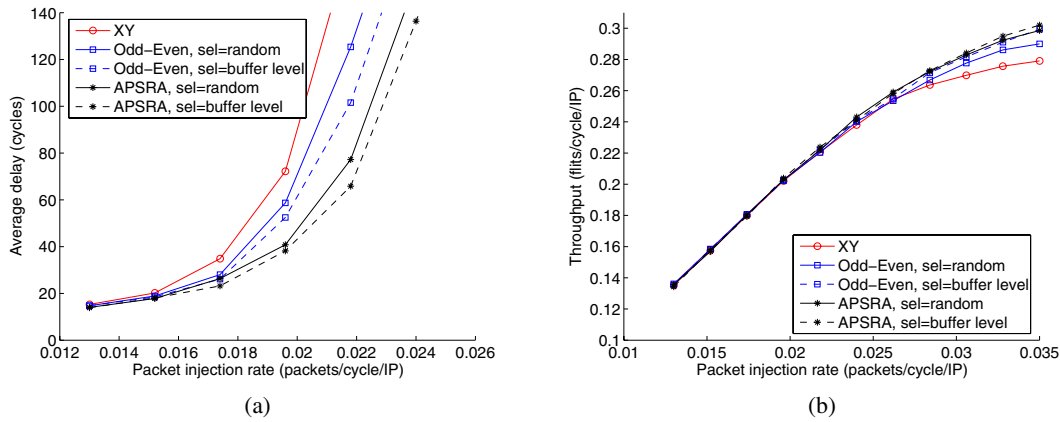 140
120
100
80
60
40
20
0
Average delay (cycles)
XY
Odd−Even, sel=random
Odd−Even, sel=buffer level
APSRA, sel=random
APSRA, sel=buffer level
0.012 0.014 0.016 0.018 0.02 0.022 0.024 0.026
Packet injection rate (packets/cycle/IP)
(a)
0.3
0.28
0.26
0.24
0.22
0.2
0.18
0.16
0.14
0.12
0.1
Throughput (flits/cycle/IP)
XY
Odd−Even, sel=random
Odd−Even, sel=buffer level
APSRA, sel=random
APSRA, sel=buffer level
0.01 0.015 0.02 0.025 0.03 0.035
Packet injection rate (packets/cycle/IP)
(b)